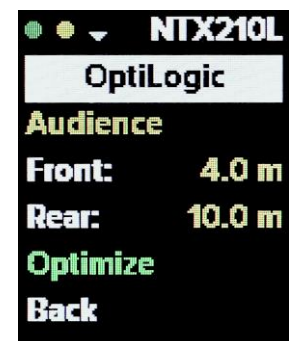 NTX210L
OptiLogic
Audience
Front: 4.0 m
Rear: 10.0 m
Optimize
Back